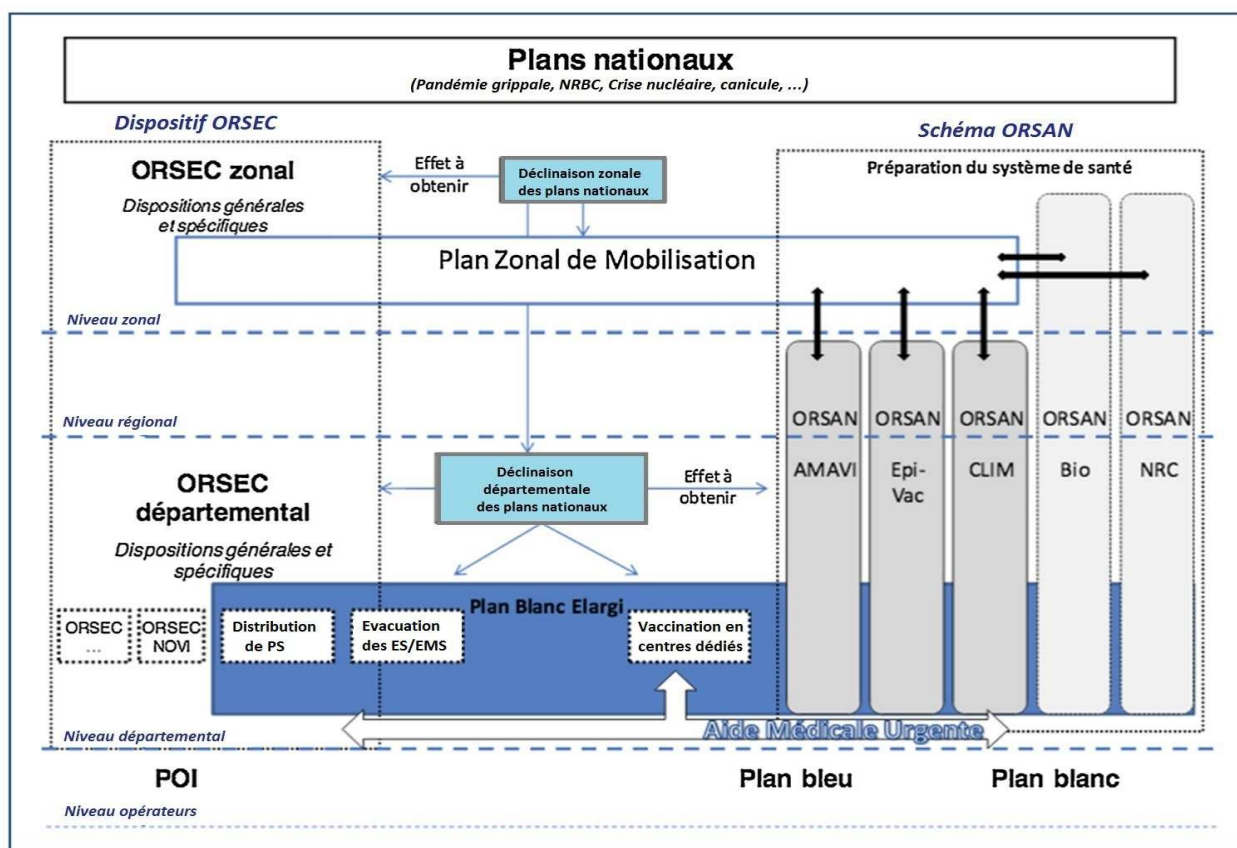 Plans nationaux
(Pandémie grippale, NRBC, Crise nucléaire, canicule, ...)
Dispositif ORSEC
Schéma ORSAN
ORSEC zonal
Dispositions générales
et spécifiques
Effet à
obtenir
Déclinaison zonale
des plans nationaux
Préparation du système de santé
Plan Zonal de Mobilisation
Niveau zonal
Niveau régional
ORSAN
AMAVI
ORSAN
Epi-
Vac
ORSAN
CLIM
ORSAN
Bio
ORSAN
NRC
ORSEC
départemental
Dispositions générales et
spécifiques
Déclinaison
départementale
des plans nationaux
Effet à
obtenir
Plan Blanc Elargi
ORSEC
...
ORSEC
NOVI
Distribution
de PS
Evacuation
des ES/EMS
Vaccination en
centres dédiés
Aide Médicale Urgente
Niveau départemental
POI
Plan bleu
Plan blanc
Niveau opérateurs